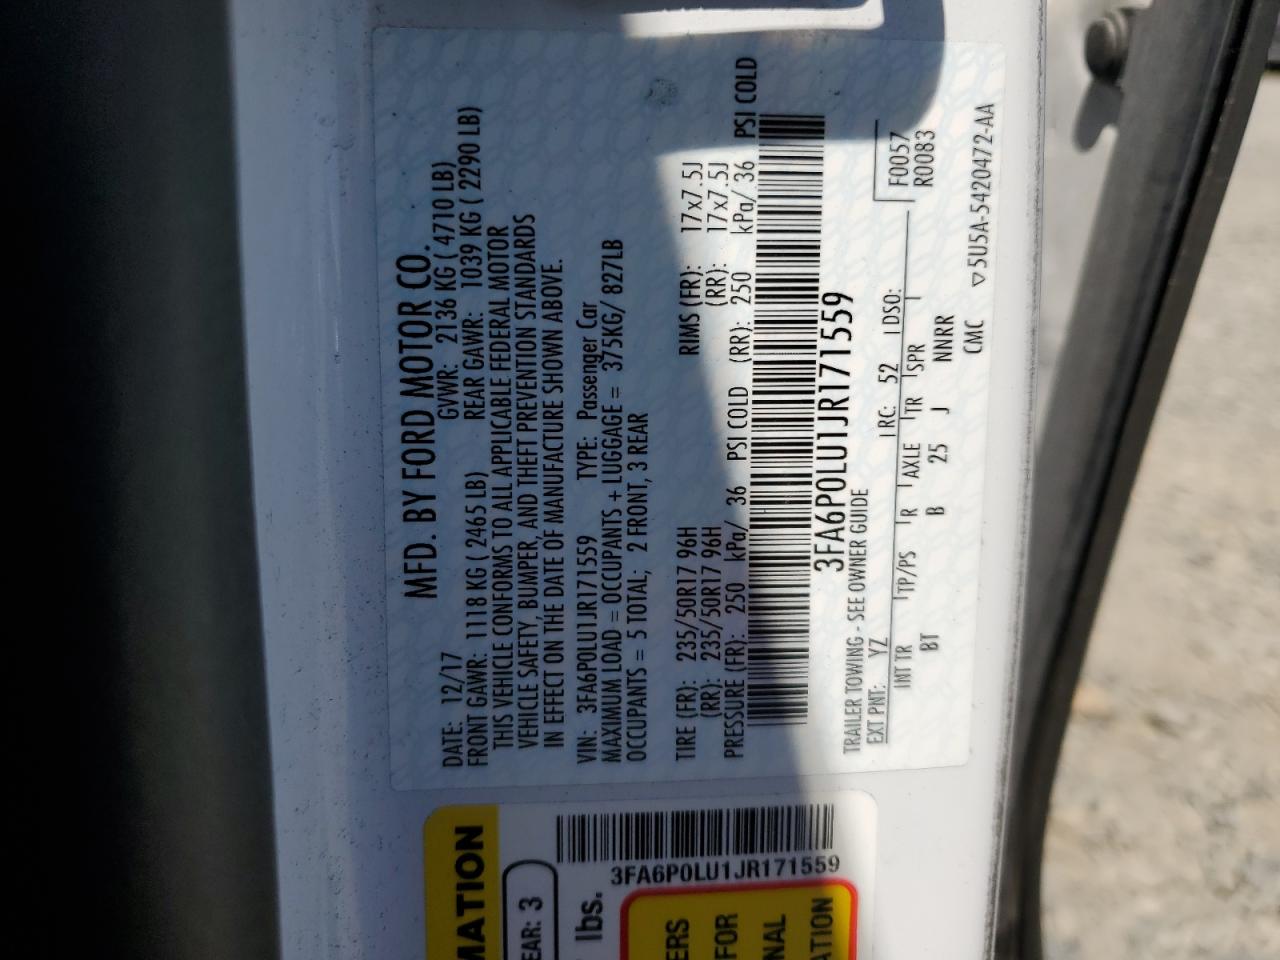 MFD. BY FORD MOTOR CO.
DATE: 12/17 GVWR: 2136 KG ( 4710 LB)
FRONT GAWR: 1118 KG ( 2465 LB) REAR GAWR: 1039 KG ( 2290 LB)
THIS VEHICLE CONFORMS TO ALL APPLICABLE FEDERAL MOTOR
VEHICLE SAFETY, BUMPER, AND THEFT PREVENTION STANDARDS
IN EFFECT ON THE DATE OF MANUFACTURE SHOWN ABOVE.
VIN: 3FA6P0LU1JR171559 TYPE: Passenger Car
MAXIMUM LOAD = OCCUPANTS + LUGGAGE = 375KG/ 827LB
OCCUPANTS = 5 TOTAL; 2 FRONT, 3 REAR
TIRE (FR): 235/50R17 96H RIMS (FR): 17x7.5J
(RR): 235/50R17 96H (RR): 17x7.5J
PRESSURE (FR): 250 kPa/ 36 PSI COLD (RR): 250 kPa/ 36 PSI COLD
3FA6P0LU1JR171559
TRAILER TOWING - SEE OWNER GUIDE
EXT PNT: YZ RC: 52 DSO:
F0057
R0083
INT TR TP/PS R AXLE TR SPR
BT B 25 J NNRR
CMC ▽5U5A-5420472-AA
MATION
EAR: 3
lbs.
3FA6P0LU1JR171559
ERS
FOR
NAL
ATION